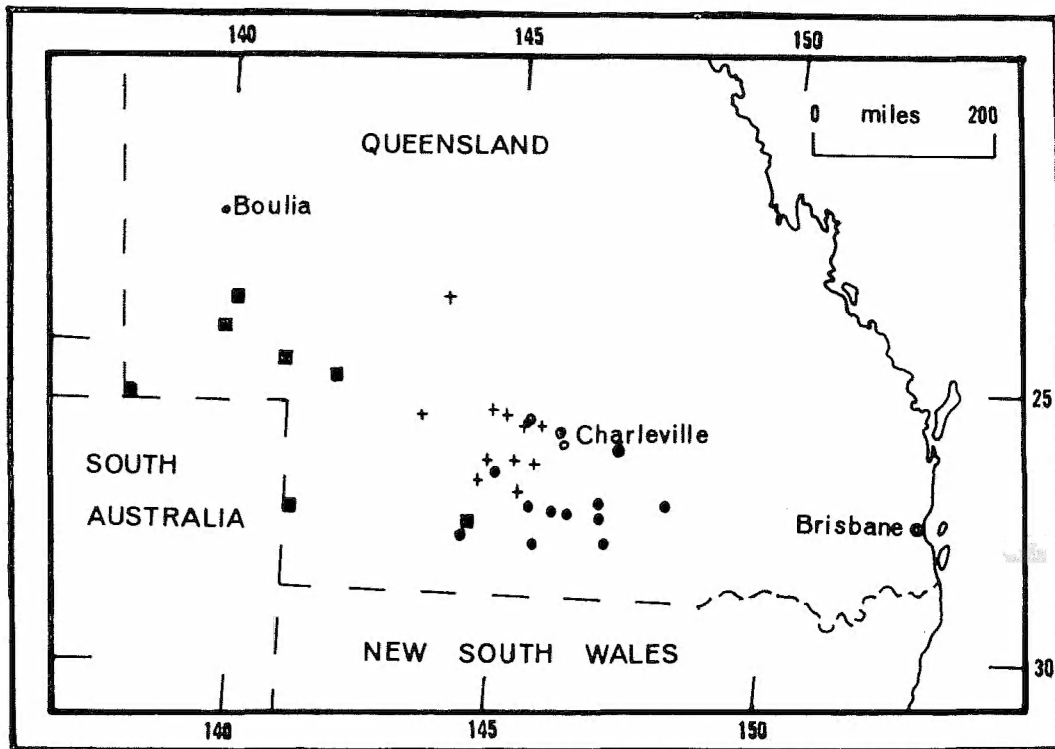 140 145 150
0 miles 200
QUEENSLAND
Boulia
25
Charleville
SOUTH
AUSTRALIA
Brisbane
NEW SOUTH WALES
30
140 145 150